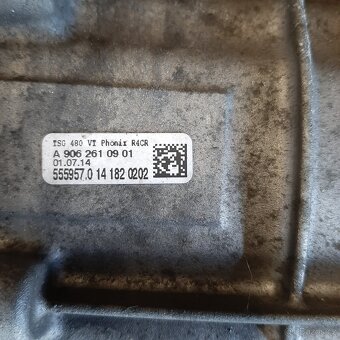 TSG 480 VT Phönix R4CR
A 906 261 09 01
01.07.14
555957.0 14 182 0202